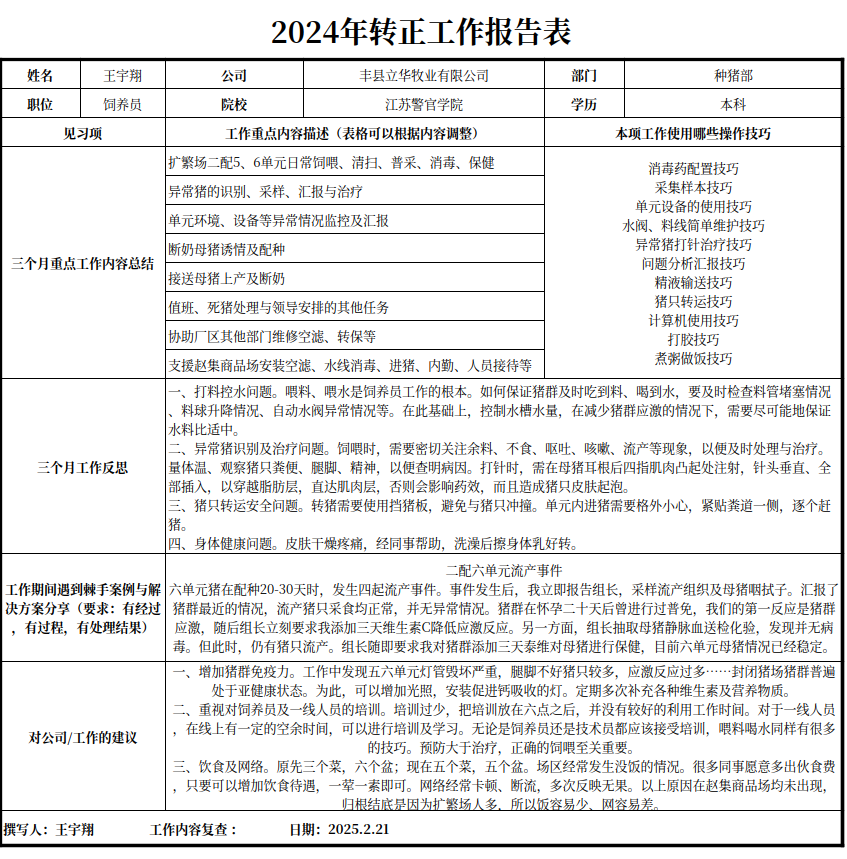 2024年转正工作报告表
姓名 王宇翔 公司 丰县立华牧业有限公司 部门 种猪部
职位 饲养员 院校 江苏警官学院 学历 本科
见习项 工作重点内容描述（表格可以根据内容调整） 本项工作使用哪些操作技巧
三个月重点工作内容总结
扩繁场二配5、6单元日常饲喂、清扫、普采、消毒、保健
异常猪的识别、采样、汇报与治疗
单元环境、设备等异常情况监控及汇报
断奶母猪诱情及配种
接送母猪上产及断奶
值班、死猪处理与领导安排的其他任务
协助厂区其他部门维修空滤、转保等
支援赵集商品场安装空滤、水线消毒、进猪、内勤、人员接待等
消毒药配置技巧
采集样本技巧
单元设备的使用技巧
水阀、料线简单维护技巧
异常猪打针治疗技巧
问题分析汇报技巧
精液输送技巧
猪只转运技巧
计算机使用技巧
打胶技巧
煮粥做饭技巧
三个月工作反思
一、打料控水问题。喂料、喂水是饲养员工作的根本。如何保证猪群及时吃到料、喝到水，要及时检查料管堵塞情况
、料球升降情况、自动水阀异常情况等。在此基础上，控制水槽水量，在减少猪群应激的情况下，需要尽可能地保证
水料比适中。
二、异常猪识别及治疗问题。饲喂时，需要密切关注余料、不食、呕吐、咳嗽、流产等现象，以便及时处理与治疗。
量体温、观察猪只粪便、腿脚、精神，以便查明病因。打针时，需在母猪耳根后四指肌肉凸起处注射，针头垂直、全
部插入，以穿越脂肪层，直达肌肉层，否则会影响药效，而且造成猪只皮肤起泡。
三、猪只转运安全问题。转猪需要使用挡猪板，避免与猪只冲撞。单元内进猪需要格外小心，紧贴粪道一侧，逐个赶
猪。
四、身体健康问题。皮肤干燥疼痛，经同事帮助，洗澡后擦身体乳好转。
工作期间遇到棘手案例与解
决方案分享（要求：有经过
，有过程，有处理结果）
二配六单元流产事件
六单元猪在配种20-30天时，发生四起流产事件。事件发生后，我立即报告组长，采样流产组织及母猪咽拭子。汇报了
猪群最近的情况，流产猪只采食均正常，并无异常情况。猪群在怀孕二十天后曾进行过普免，我们的第一反应是猪群
应激，随后组长立刻要求我添加三天维生素C降低应激反应。另一方面，组长抽取母猪静脉血送检化验，发现并无病
毒。但此时，仍有猪只流产。组长随即要求我对猪群添加三天泰维对母猪进行保健，目前六单元母猪情况已经稳定。
对公司/工作的建议
一、增加猪群免疫力。工作中发现五六单元灯管毁坏严重，腿脚不好猪只较多，应激反应过多……封闭猪场猪群普遍
处于亚健康状态。为此，可以增加光照，安装促进钙吸收的灯。定期多次补充各种维生素及营养物质。
二、重视对饲养员及一线人员的培训。培训过少，把培训放在六点之后，并没有较好的利用工作时间。对于一线人员
，在线上有一定的空余时间，可以进行培训及学习。无论是饲养员还是技术员都应该接受培训，喂料喝水同样有很多
的技巧。预防大于治疗，正确的饲喂至关重要。
三、饮食及网络。原先三个菜，六个盆；现在五个菜，五个盆。场区经常发生没饭的情况。很多同事愿意多出伙食费
，只要可以增加饮食待遇，一荤一素即可。网络经常卡顿、断流，多次反映无果。以上原因在赵集商品场均未出现，
归根结底是因为扩繁场人多，所以饭容易少、网容易差。
撰写人：王宇翔 工作内容复查： 日期：2025.2.21